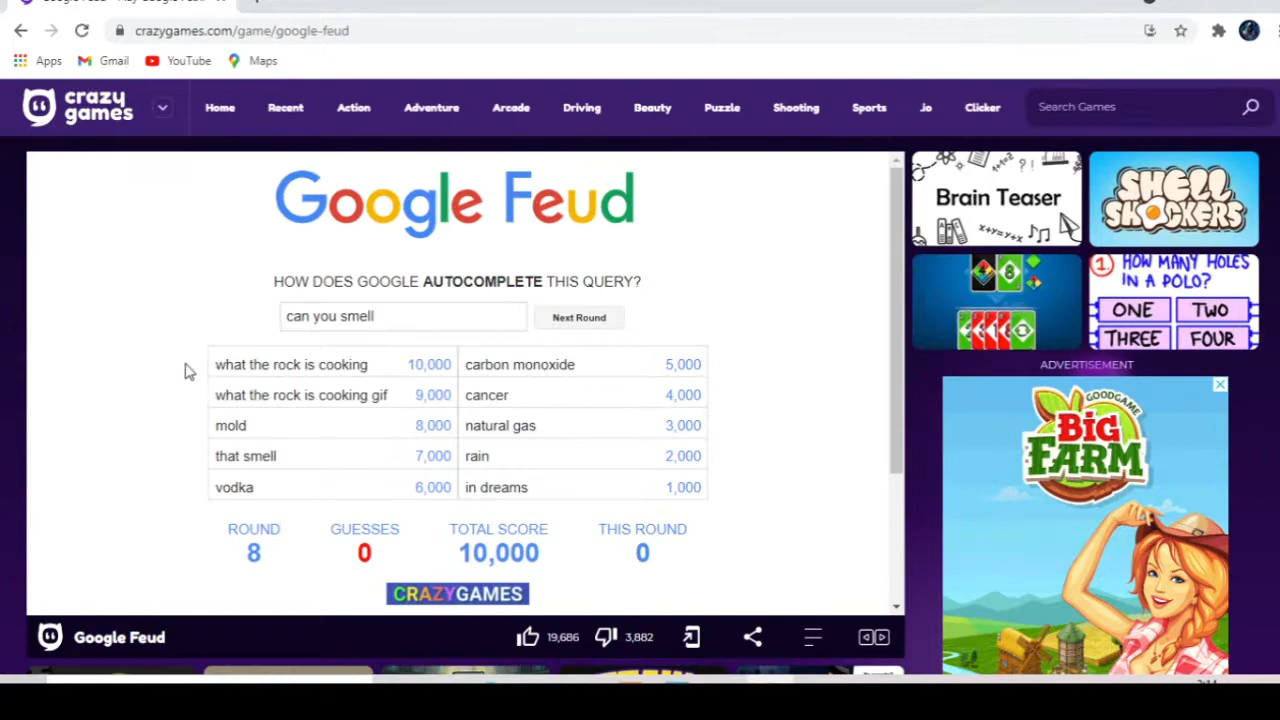 crazygames.com/game/google-feud
Apps Gmail YouTube Maps
crazy games Home Recent Action Adventure Arcade Driving Beauty Puzzle Shooting Sports .io Clicker Search Games
Google Feud
HOW DOES GOOGLE AUTOCOMPLETE THIS QUERY?
can you smell Next Round
what the rock is cooking 10,000 carbon monoxide 5,000
what the rock is cooking gif 9,000 cancer 4,000
mold 8,000 natural gas 3,000
that smell 7,000 rain 2,000
vodka 6,000 in dreams 1,000
ROUND GUESSES TOTAL SCORE THIS ROUND
8 0 10,000 0
CRAZYGAMES
Google Feud 19,686 3,882
Brain Teaser
x+y=y+x
SHELL
SHOCKERS
4 8
1 HOW MANY HOLES
IN A POLO?
ONE TWO
THREE FOUR
ADVERTISEMENT
GOODGAME
BIG
FARM